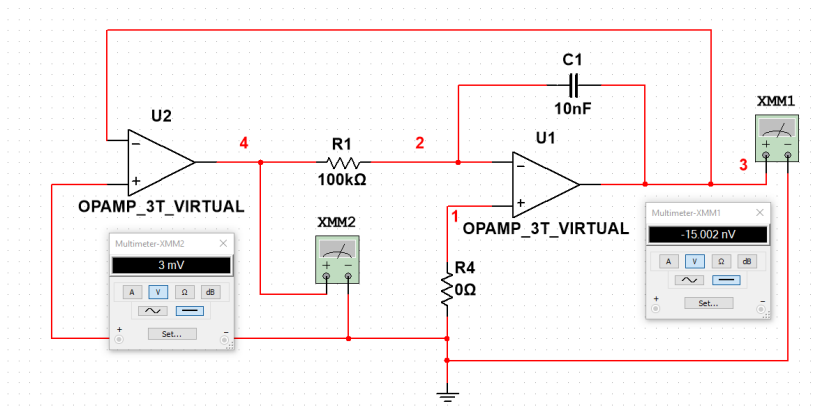 C1
10nF
XMM1
+ -
U2
-
+
OPAMP_3T_VIRTUAL
4
R1
100kΩ
2
U1
-
+
OPAMP_3T_VIRTUAL
3
1
XMM2
+ -
R4
0Ω
Multimeter-XMM2
3 mV
A V Ω dB
Set...
+ -
Multimeter-XMM1
-15.002 nV
A V Ω dB
Set...
+ -